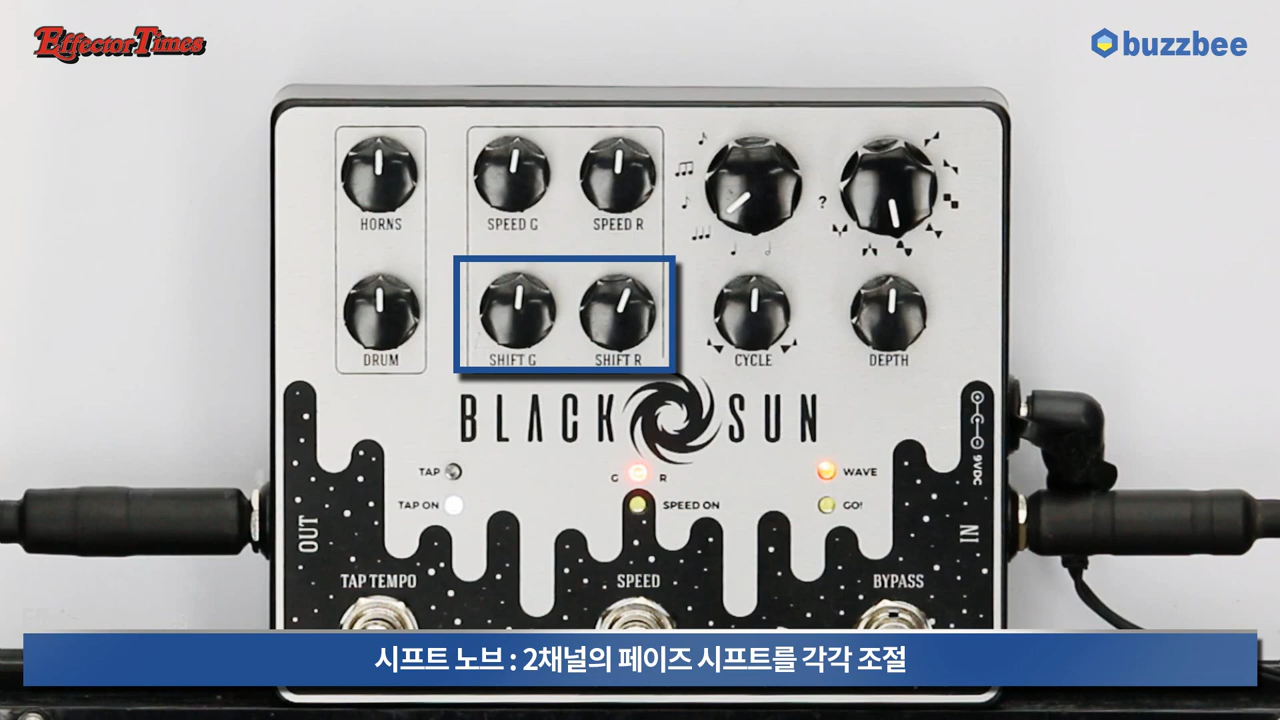 Effector Times
buzzbee
HORNS
SPEED G
SPEED R
?
DRUM
SHIFT G
SHIFT R
CYCLE
DEPTH
BLACK SUN
TAP
G
R
WAVE
TAP ON
SPEED ON
GO!
9VDC
OUT
IN
TAP TEMPO
SPEED
BYPASS
시프트 노브 : 2채널의 페이즈 시프트를 각각 조절